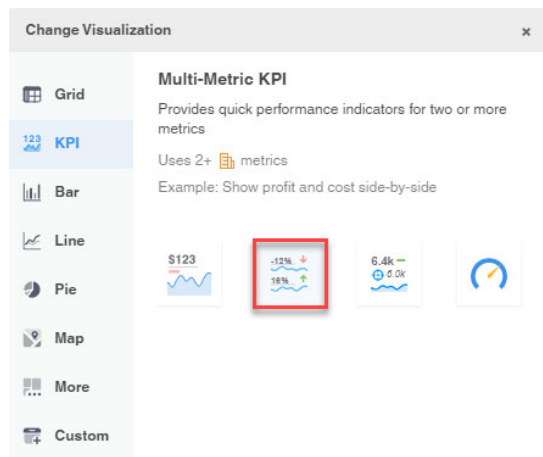 Change Visualization
×
Grid
123
KPI
Bar
Line
Pie
Map
More
Custom
Multi-Metric KPI
Provides quick performance indicators for two or more
metrics
Uses 2+ metrics
Example: Show profit and cost side-by-side
$123
-12%
16%
6.4k
6.0k